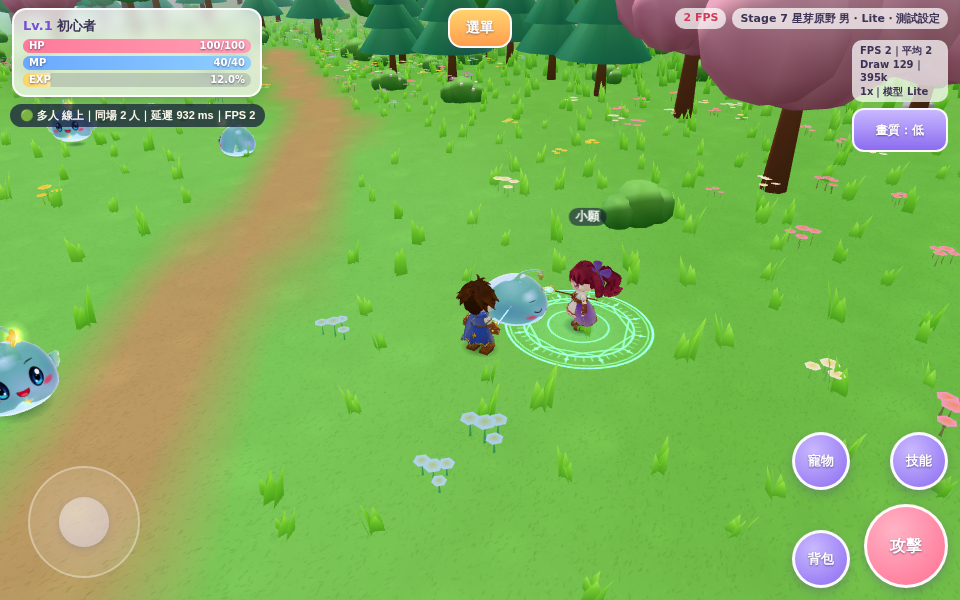 Lv.1 初心者
HP 100/100
MP 40/40
EXP 12.0%
多人 線上｜同場 2 人｜延遲 932 ms｜FPS 2
選單
2 FPS
Stage 7 星芽原野 男・Lite・測試設定
FPS 2｜平均 2
Draw 129｜
395k
1x｜模型 Lite
畫質：低
小願
寵物
技能
攻擊
背包